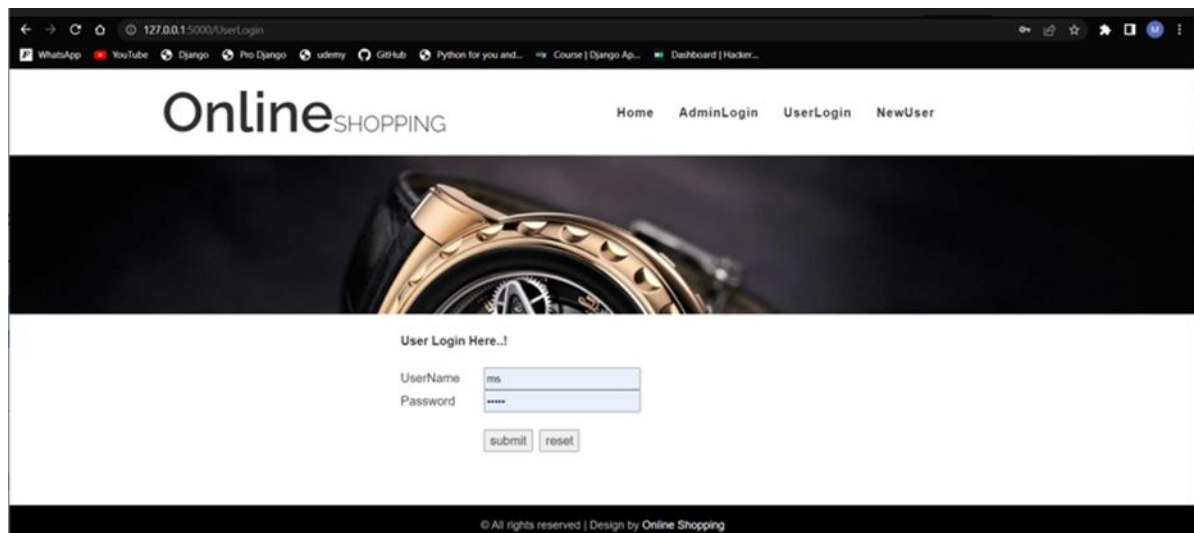 127.0.0.1:5000/UserLogin
M
WhatsApp YouTube Django Pro Django udemy GitHub Python for you and... Course | Django Ap... Dashboard | Hacker...
OnlineSHOPPING
Home AdminLogin UserLogin NewUser
User Login Here..!
UserName ms
Password •••••
submit reset
© All rights reserved | Design by Online Shopping